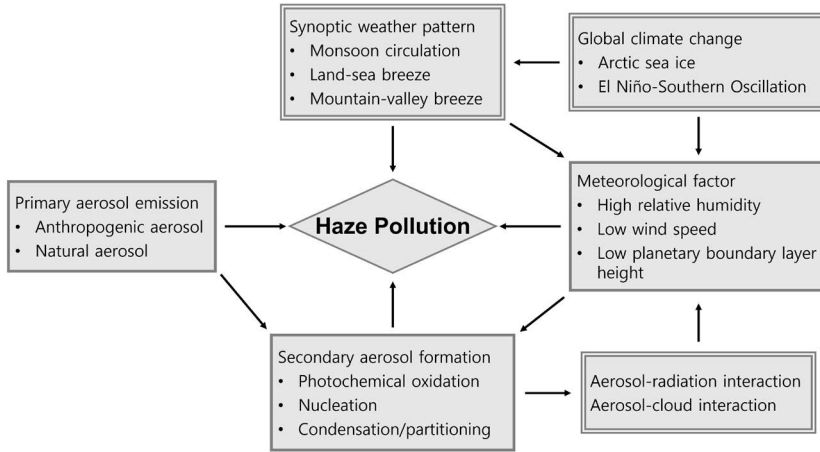 Synoptic weather pattern
• Monsoon circulation
• Land-sea breeze
• Mountain-valley breeze
Global climate change
• Arctic sea ice
• El Niño-Southern Oscillation
Primary aerosol emission
• Anthropogenic aerosol
• Natural aerosol
Haze Pollution
Meteorological factor
• High relative humidity
• Low wind speed
• Low planetary boundary layer
height
Secondary aerosol formation
• Photochemical oxidation
• Nucleation
• Condensation/partitioning
Aerosol-radiation interaction
Aerosol-cloud interaction